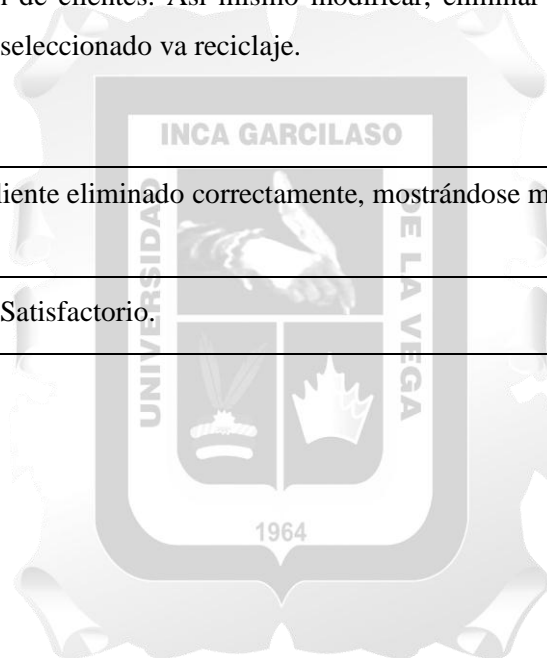 de clientes. Así mismo modificar, eliminar
seleccionado va reciclaje.
INCA GARCILASO
liente eliminado correctamente, mostrándose m
UNIVERSIDAD
DE LA VEGA
Satisfactorio.
1964